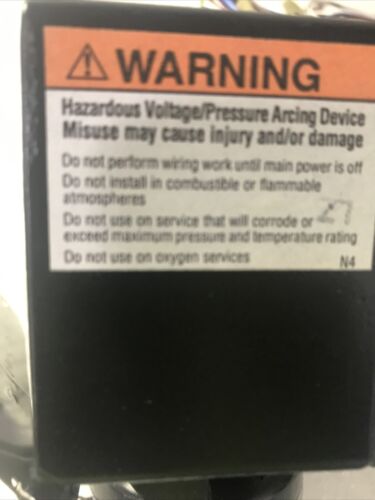 WARNING
Hazardous Voltage/Pressure Arcing Device
Misuse may cause injury and/or damage
Do not perform wiring work until main power is off
Do not install in combustible or flammable
atmospheres
Do not use on service that will corrode or
exceed maximum pressure and temperature rating
Do not use on oxygen services
N4